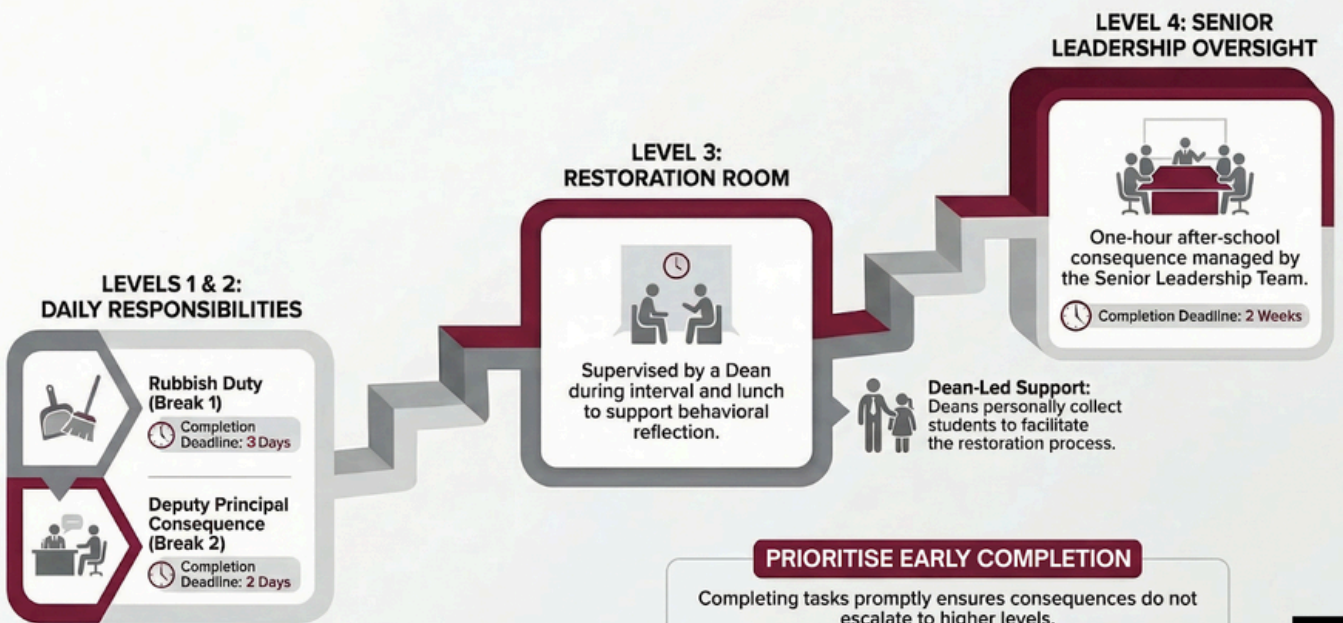 LEVEL 4: SENIOR
LEADERSHIP OVERSIGHT
One-hour after-school
consequence managed by
the Senior Leadership Team.
Completion Deadline: 2 Weeks
LEVEL 3:
RESTORATION ROOM
Supervised by a Dean
during interval and lunch
to support behavioral
reflection.
Dean-Led Support:
Deans personally collect
students to facilitate
the restoration process.
LEVELS 1 & 2:
DAILY RESPONSIBILITIES
Rubbish Duty
(Break 1)
Completion
Deadline: 3 Days
Deputy Principal
Consequence
(Break 2)
Completion
Deadline: 2 Days
PRIORITISE EARLY COMPLETION
Completing tasks promptly ensures consequences do not
escalate to higher levels.